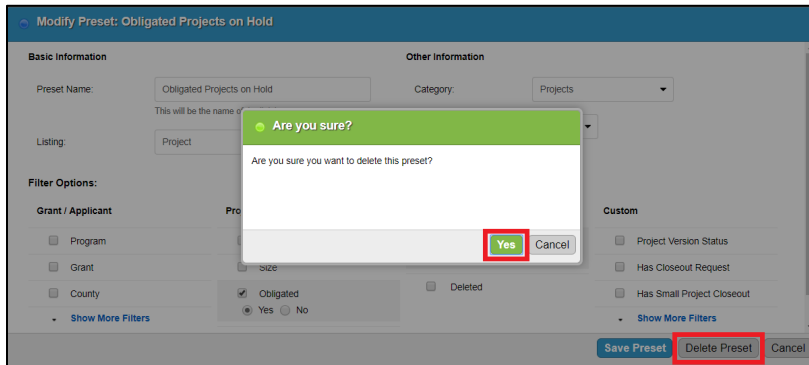 Modify Preset: Obligated Projects on Hold
Basic Information
Other Information
Preset Name:
Obligated Projects on Hold
Category:
Projects
This will be the name of
Listing:
Project
Are you sure?
Are you sure you want to delete this preset?
Yes
Cancel
Filter Options:
Grant / Applicant
Pro
Custom
Program
Project Version Status
Grant
Size
Has Closeout Request
County
Obligated
Deleted
Has Small Project Closeout
Yes
No
Show More Filters
Show More Filters
Save Preset
Delete Preset
Cancel